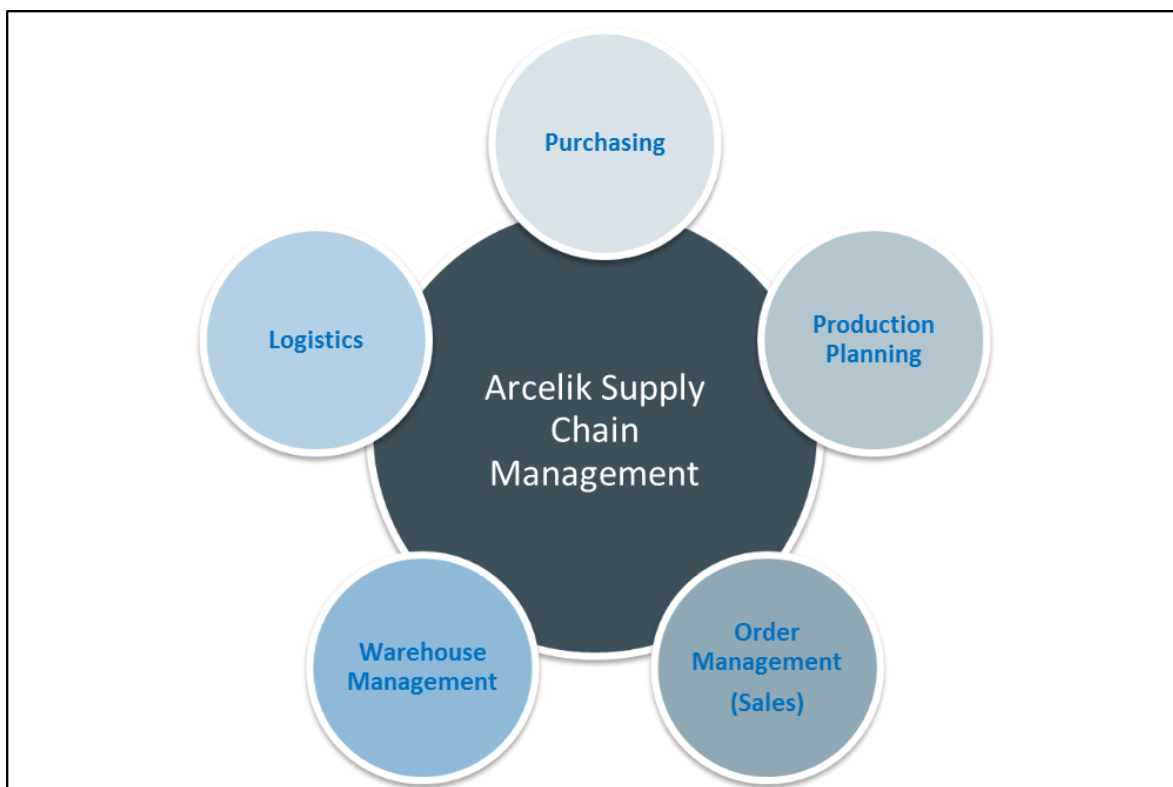 Purchasing
Logistics
Production
Planning
Arcelik Supply
Chain
Management
Warehouse
Management
Order
Management
(Sales)